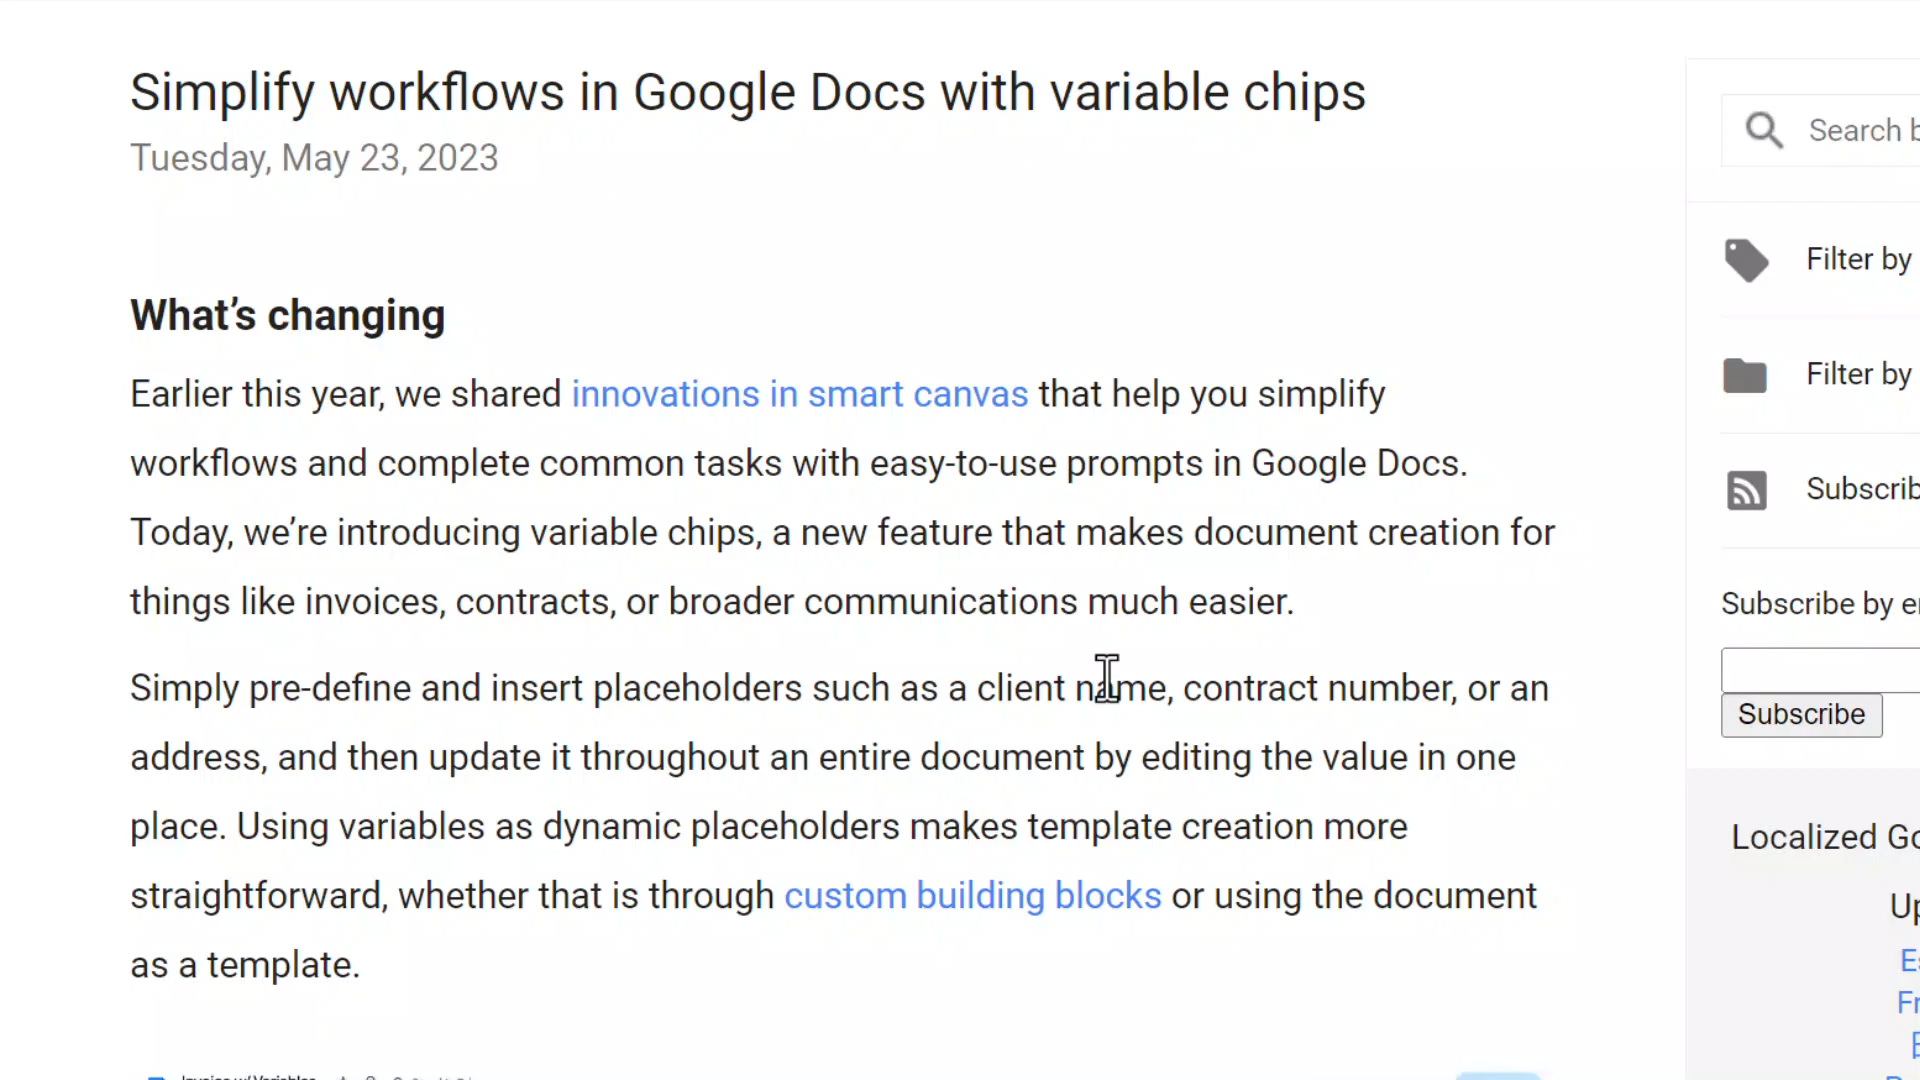 Simplify workflows in Google Docs with variable chips
Tuesday, May 23, 2023
What’s changing
Earlier this year, we shared innovations in smart canvas that help you simplify
workflows and complete common tasks with easy-to-use prompts in Google Docs.
Today, we’re introducing variable chips, a new feature that makes document creation for
things like invoices, contracts, or broader communications much easier.
Simply pre-define and insert placeholders such as a client name, contract number, or an
address, and then update it throughout an entire document by editing the value in one
place. Using variables as dynamic placeholders makes template creation more
straightforward, whether that is through custom building blocks or using the document
as a template.
Search
Filter by
Filter by
Subscrib
Subscribe by e
Subscribe
Localized Go
Up
Es
Fr